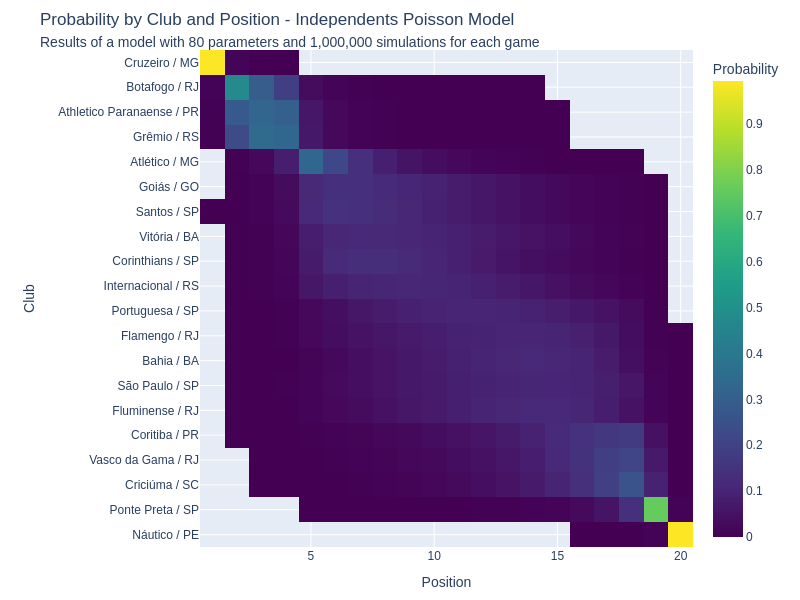 Probability by Club and Position - Independents Poisson Model
Results of a model with 80 parameters and 1,000,000 simulations for each game
Cruzeiro / MG
Botafogo / RJ
Athletico Paranaense / PR
Grêmio / RS
Atlético / MG
Goiás / GO
Santos / SP
Vitória / BA
Corinthians / SP
Internacional / RS
Portuguesa / SP
Flamengo / RJ
Bahia / BA
São Paulo / SP
Fluminense / RJ
Coritiba / PR
Vasco da Gama / RJ
Criciúma / SC
Ponte Preta / SP
Náutico / PE
Club
5
10
15
20
Position
Probability
0.9
0.8
0.7
0.6
0.5
0.4
0.3
0.2
0.1
0